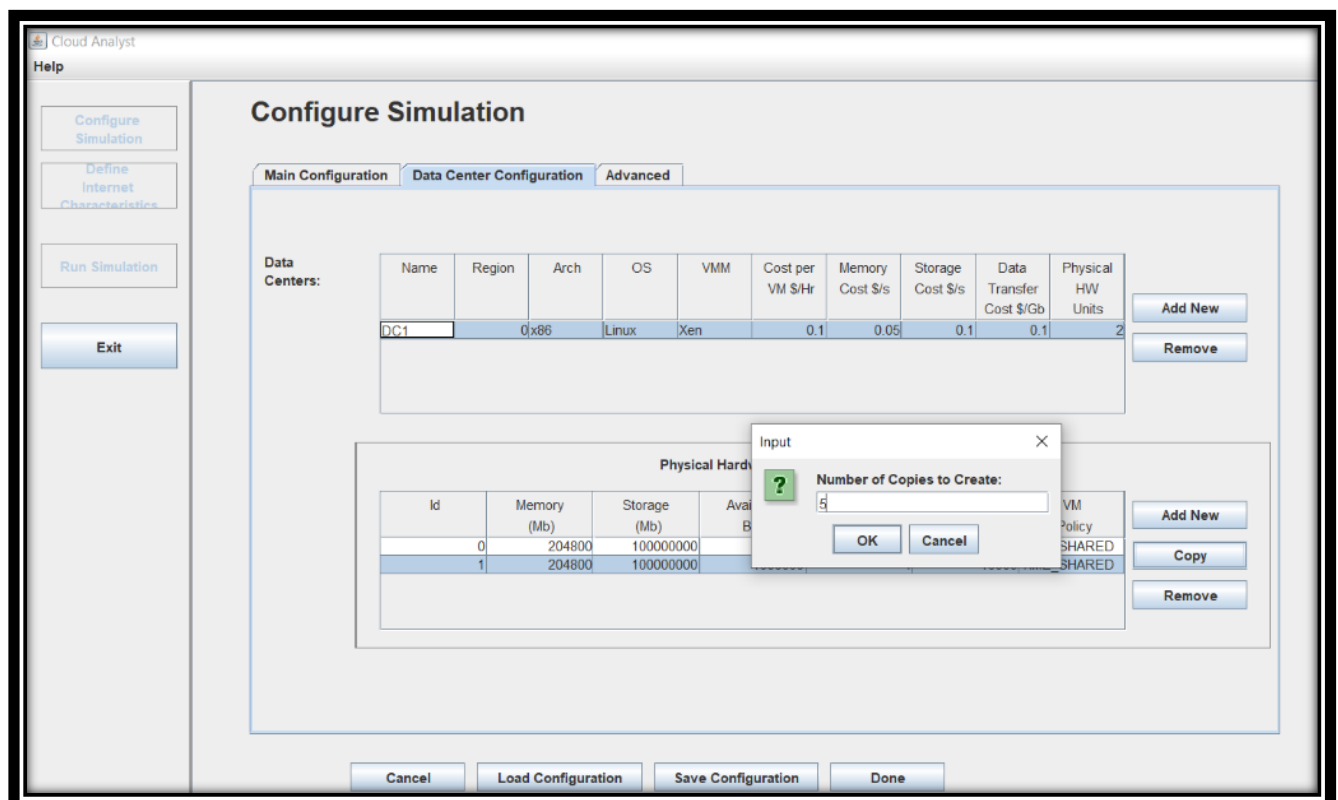 Cloud Analyst
Help
Configure
Simulation
Define
Internet
Characteristics
Run Simulation
Exit
Configure Simulation
Main Configuration Data Center Configuration Advanced
Data
Centers:
Name Region Arch OS VMM Cost per Memory Storage Data Physical
VM $/Hr Cost $/s Cost $/s Transfer HW
Cost $/Gb Units
DC1 0 x86 Linux Xen 0.1 0.05 0.1 0.1 2
Add New
Remove
Input
Number of Copies to Create:
5
OK Cancel
Physical
Id Memory Storage VM
(Mb) (Mb) Policy
0 204800 100000000 SHARED
1 204800 100000000 SHARED
Add New
Copy
Remove
Cancel Load Configuration Save Configuration Done